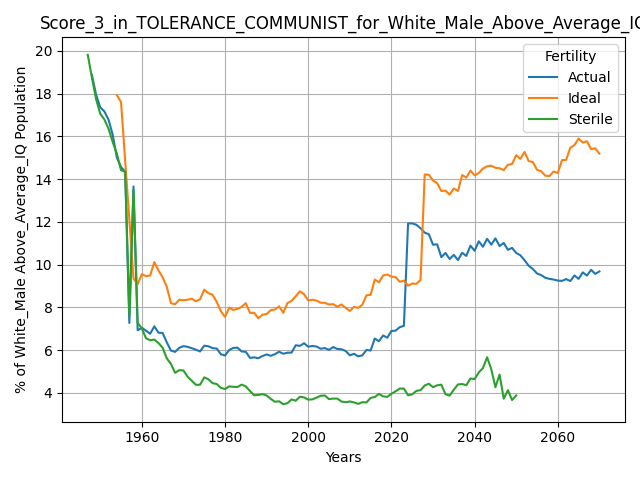 Score_3_in_TOLERANCE_COMMUNIST_for_White_Male_Above_Average_IQ
Fertility
Actual
Ideal
Sterile
% of White_Male Above_Average_IQ Population
20
18
16
14
12
10
8
6
4
1960 1980 2000 2020 2040 2060
Years